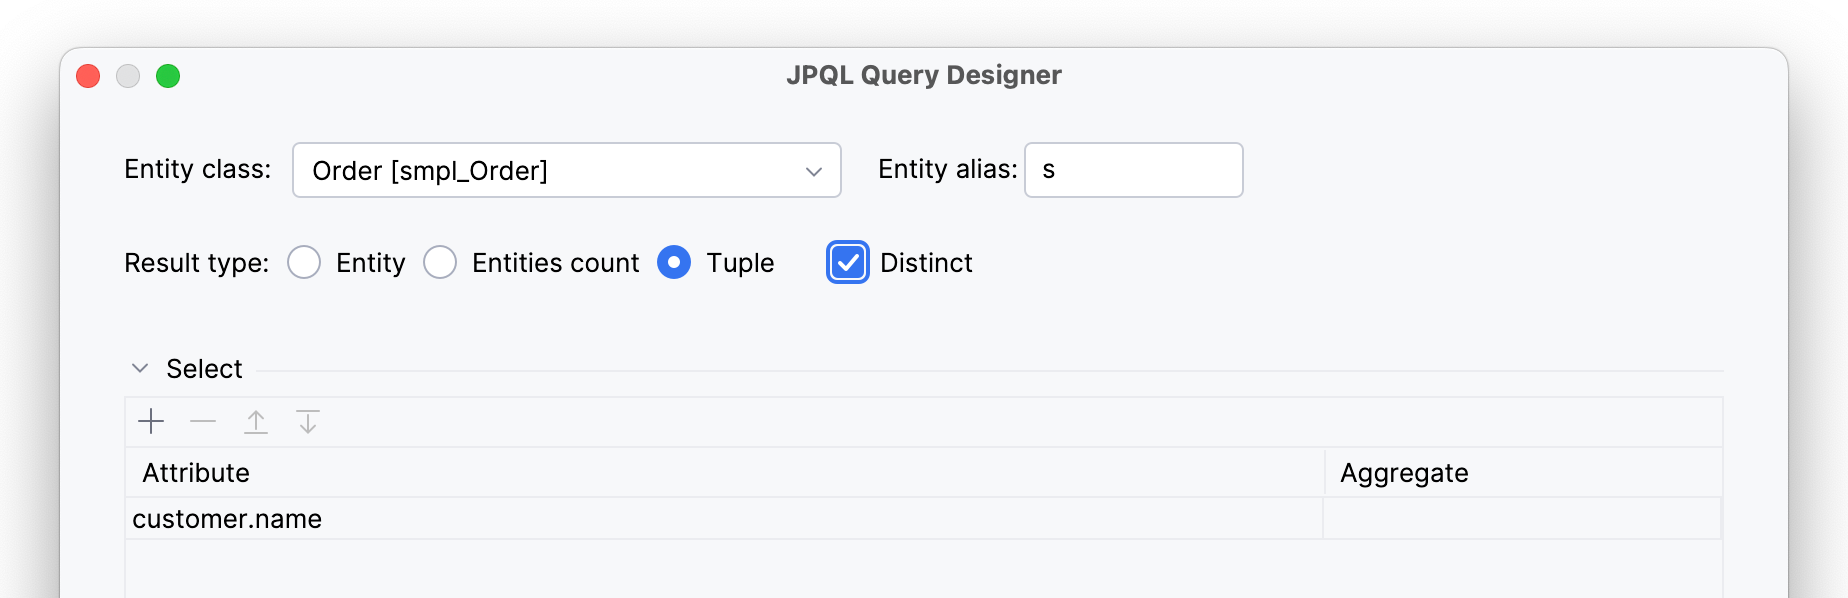 JPQL Query Designer
Entity class: Order [smpl_Order] Entity alias: s
Result type: Entity Entities count Tuple Distinct
Select
Attribute Aggregate
customer.name